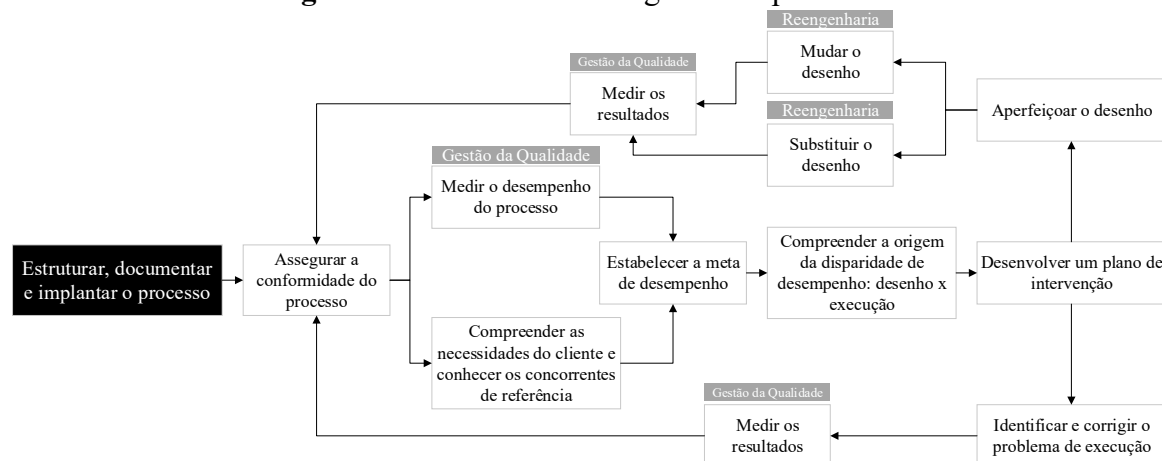 Reengenharia
Mudar o
desenho
Gestão da Qualidade
Medir os
resultados
Reengenharia
Substituir o
desenho
Aperfeiçoar o desenho
Gestão da Qualidade
Medir o desempenho
do processo
Estruturar, documentar
e implantar o processo
Assegurar a
conformidade do
processo
Estabelecer a meta
de desempenho
Compreender a origem
da disparidade de
desempenho: desenho x
execução
Desenvolver um plano de
intervenção
Compreender as
necessidades do cliente e
conhecer os concorrentes
de referência
Gestão da Qualidade
Medir os
resultados
Identificar e corrigir o
problema de execução